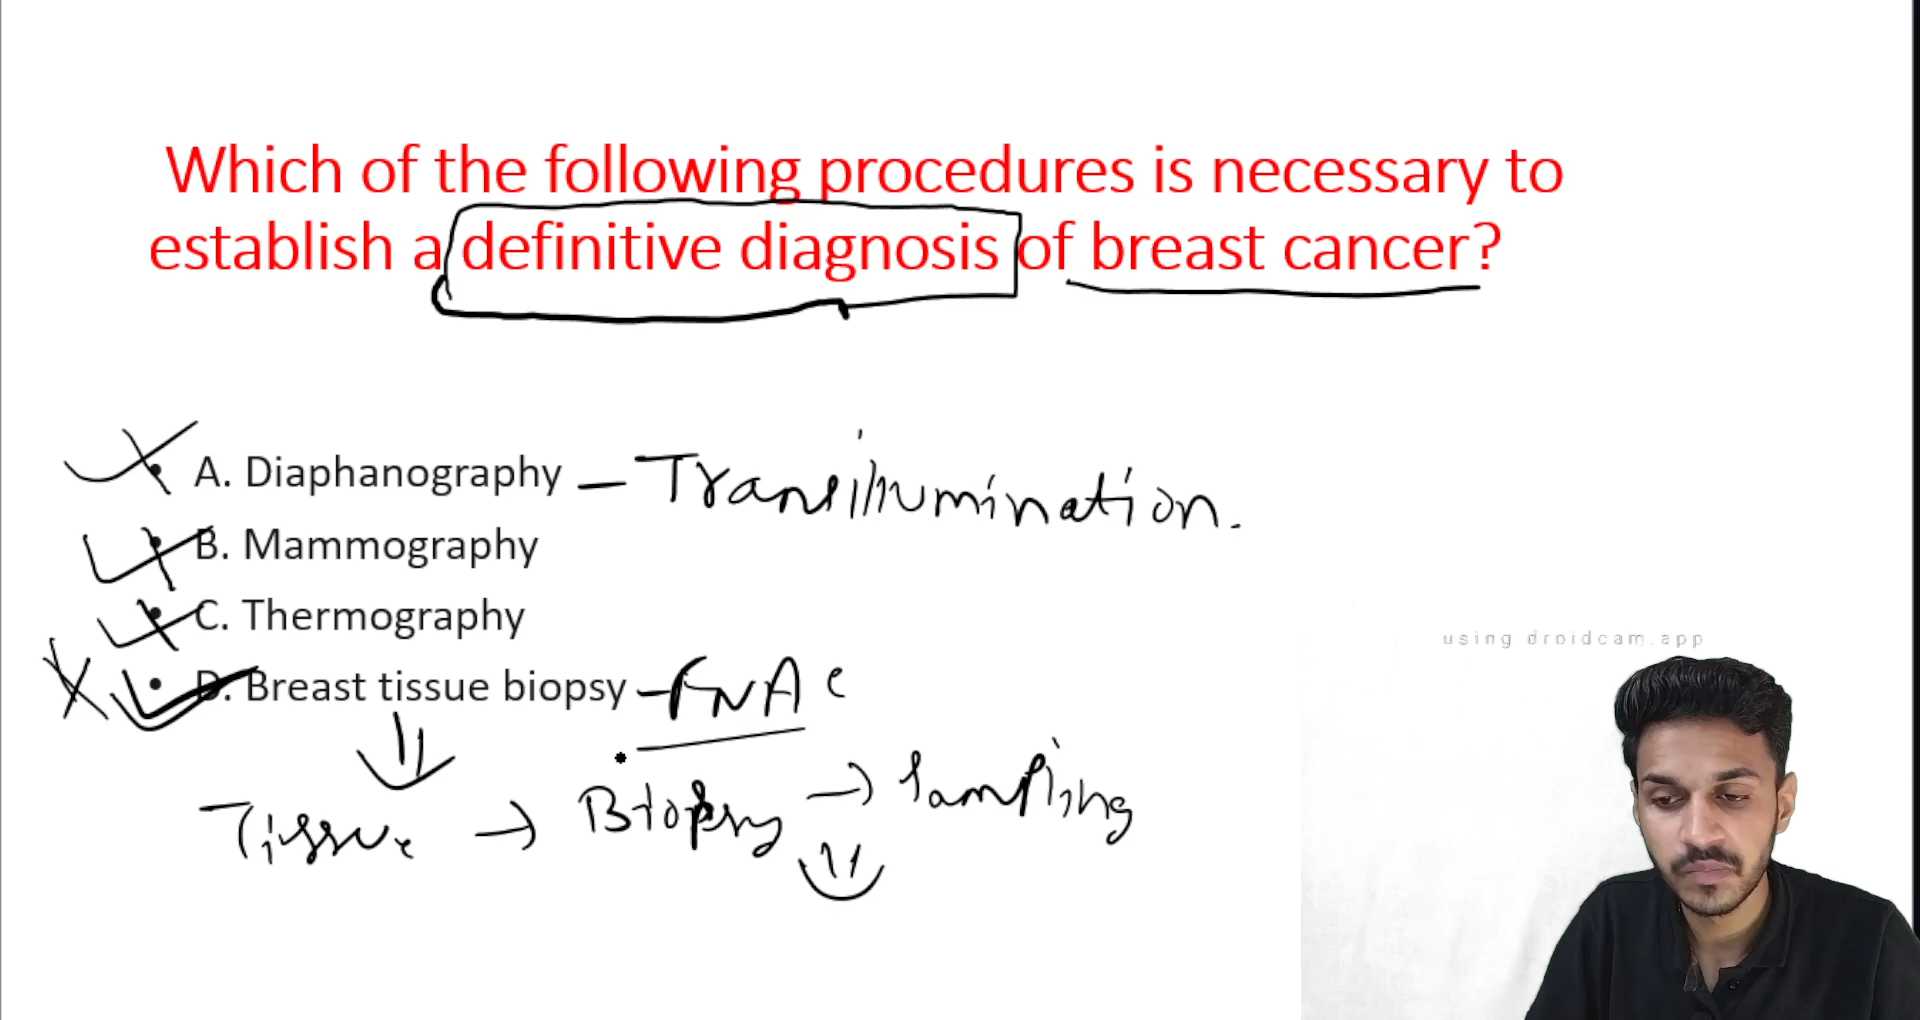 Which of the following procedures is necessary to
establish a definitive diagnosis of breast cancer?
A. Diaphanography – Transillumination.
B. Mammography
C. Thermography
using droidcam.app
D. Breast tissue biopsy – FNAC
Tissue → Biopsy → Sampling